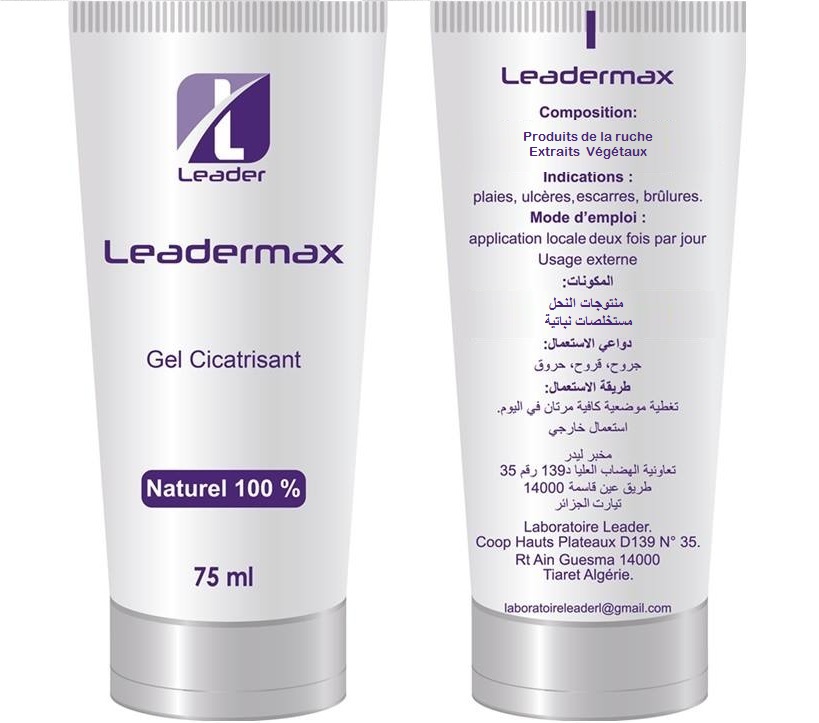 Leader
Leadermax
Gel Cicatrisant
Naturel 100 %
75 ml
Leadermax
Composition:
Produits de la ruche
Extraits Végétaux
Indications :
plaies, ulcères, escarres, brûlures.
Mode d'emploi :
application locale deux fois par jour
Usage externe
المكونات:
منتوجات النحل
مستخلصات نباتية
دواعي الاستعمال:
جروح، قروح، حروق
طريقة الاستعمال:
تغطية موضعية كافية مرتان في اليوم.
استعمال خارجي
مخبر ليدر
تعاونية الهضاب العليا د139 رقم 35
طريق عين قاسمة 14000
تيارت الجزائر
Laboratoire Leader.
Coop Hauts Plateaux D139 N° 35.
Rt Ain Guesma 14000
Tiaret Algérie.
laboratoireleaderl@gmail.com